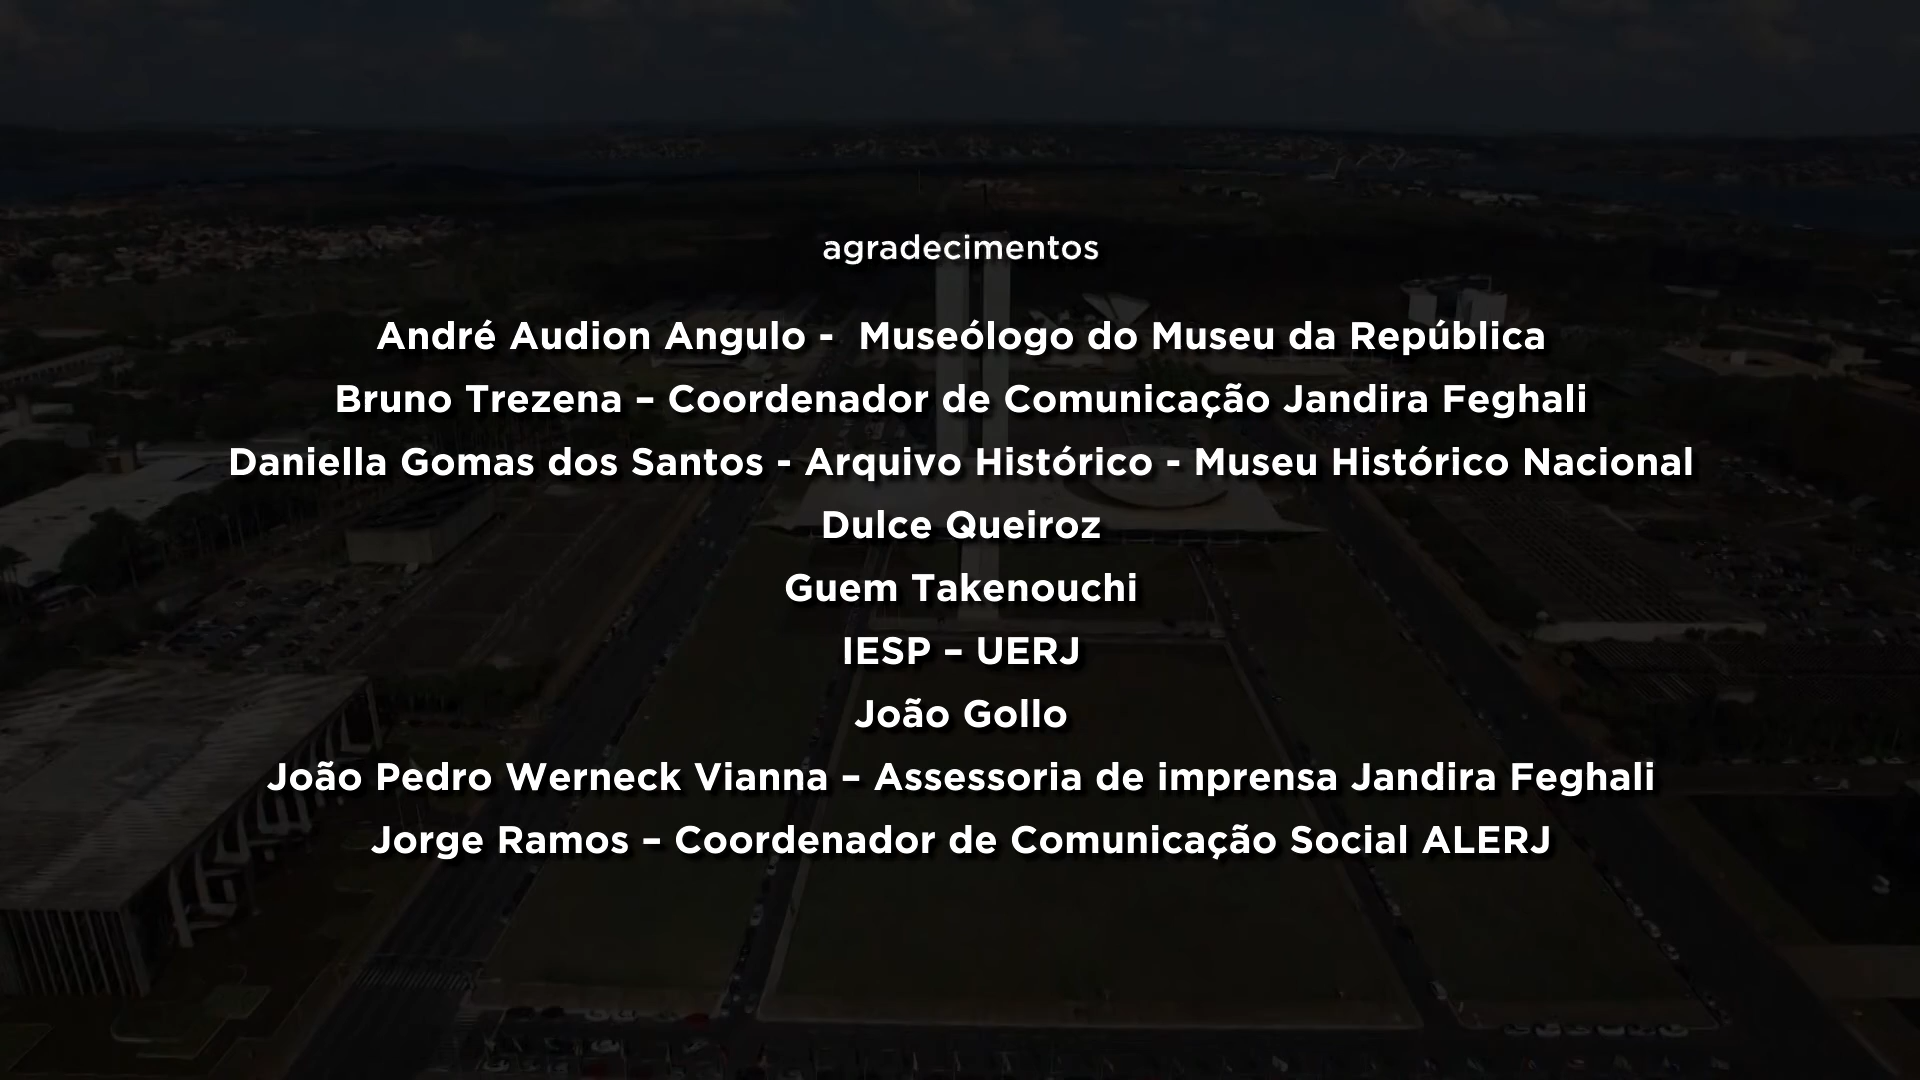 agradecimentos
André Audion Angulo -  Museólogo do Museu da República
Bruno Trezena – Coordenador de Comunicação Jandira Feghali
Daniella Gomas dos Santos - Arquivo Histórico - Museu Histórico Nacional
Dulce Queiroz
Guem Takenouchi
IESP – UERJ
João Gollo
João Pedro Werneck Vianna – Assessoria de imprensa Jandira Feghali
Jorge Ramos – Coordenador de Comunicação Social ALERJ